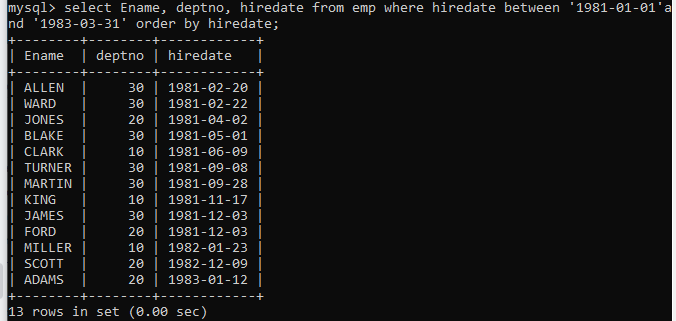 mysql> select Ename, deptno, hiredate from emp where hiredate between '1981-01-01'a
nd '1983-03-31' order by hiredate;
+--------+--------+------------+
| Ename  | deptno | hiredate   |
+--------+--------+------------+
| ALLEN  |     30 | 1981-02-20 |
| WARD   |     30 | 1981-02-22 |
| JONES  |     20 | 1981-04-02 |
| BLAKE  |     30 | 1981-05-01 |
| CLARK  |     10 | 1981-06-09 |
| TURNER |     30 | 1981-09-08 |
| MARTIN |     30 | 1981-09-28 |
| KING   |     10 | 1981-11-17 |
| JAMES  |     30 | 1981-12-03 |
| FORD   |     20 | 1981-12-03 |
| MILLER |     10 | 1982-01-23 |
| SCOTT  |     20 | 1982-12-09 |
| ADAMS  |     20 | 1983-01-12 |
+--------+--------+------------+
13 rows in set (0.00 sec)